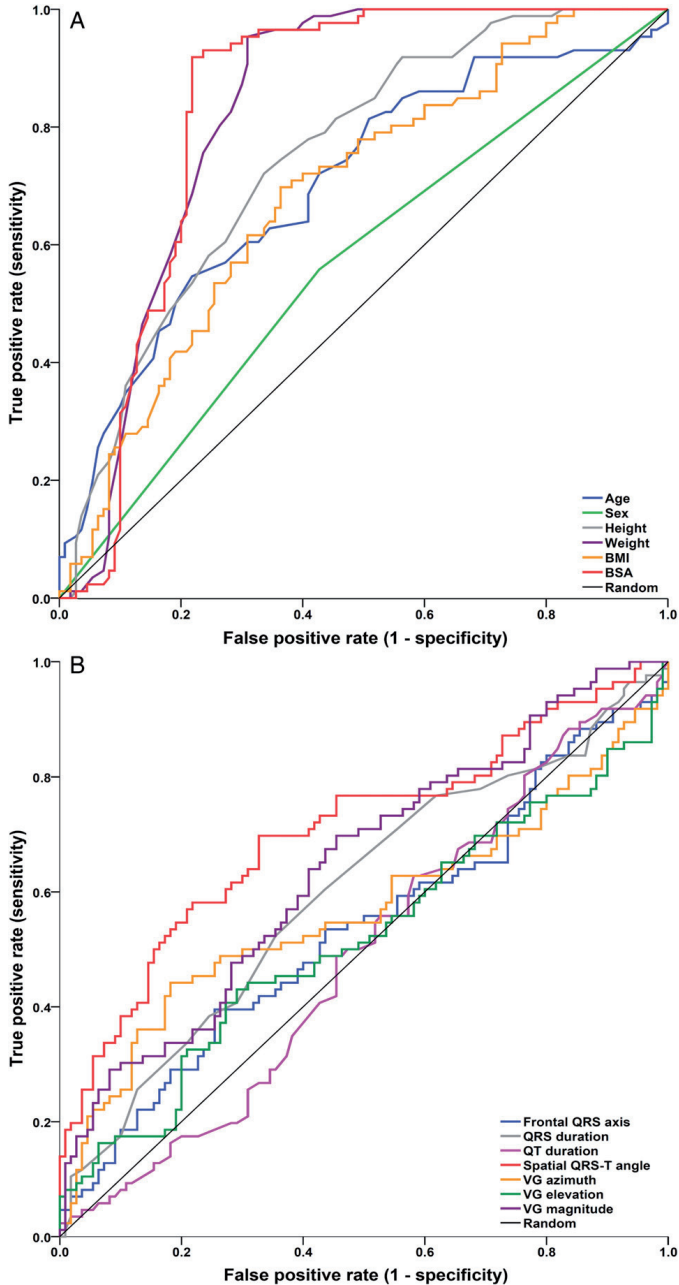 A
True positive rate (sensitivity)
1.0
0.8
0.6
0.4
0.2
0.0
Age
Sex
Height
Weight
BMI
BSA
Random
0.0 0.2 0.4 0.6 0.8 1.0
False positive rate (1 - specificity)
B
True positive rate (sensitivity)
1.0
0.8
0.6
0.4
0.2
0.0
Frontal QRS axis
QRS duration
QT duration
Spatial QRS-T angle
VG azimuth
VG elevation
VG magnitude
Random
0.0 0.2 0.4 0.6 0.8 1.0
False positive rate (1 - specificity)